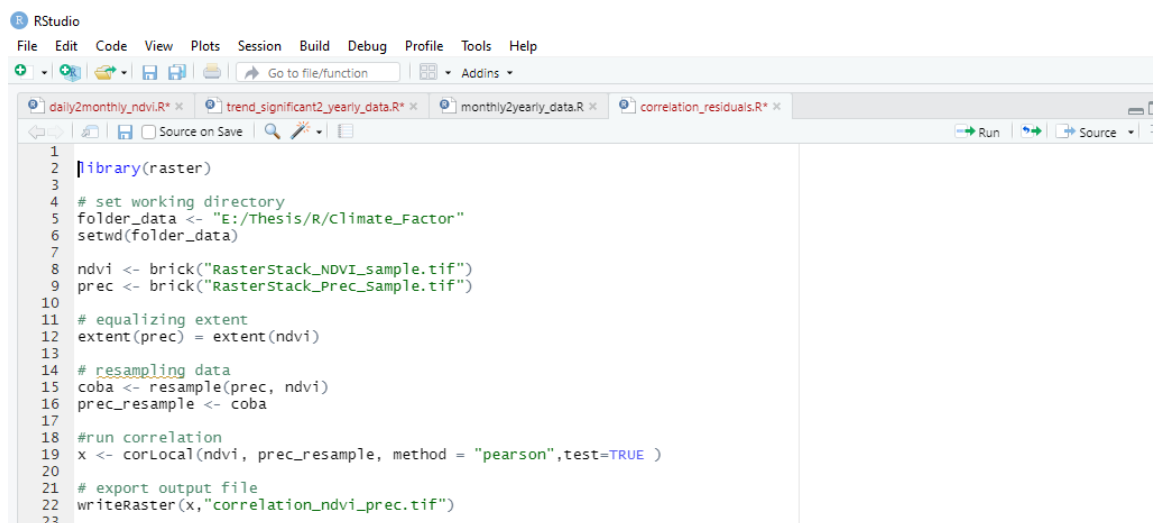 R RStudio
File Edit Code View Plots Session Build Debug Profile Tools Help
Go to file/function Addins
daily2monthly_ndvi.R* trend_significant2_yearly_data.R* monthly2yearly_data.R correlation_residuals.R*
Source on Save Run Source
1
2 library(raster)
3
4 # set working directory
5 folder_data <- "E:/Thesis/R/Climate_Factor"
6 setwd(folder_data)
7
8 ndvi <- brick("RasterStack_NDVI_sample.tif")
9 prec <- brick("RasterStack_Prec_Sample.tif")
10
11 # equalizing extent
12 extent(prec) = extent(ndvi)
13
14 # resampling data
15 coba <- resample(prec, ndvi)
16 prec_resample <- coba
17
18 #run correlation
19 x <- corLocal(ndvi, prec_resample, method = "pearson",test=TRUE )
20
21 # export output file
22 writeRaster(x,"correlation_ndvi_prec.tif")
23